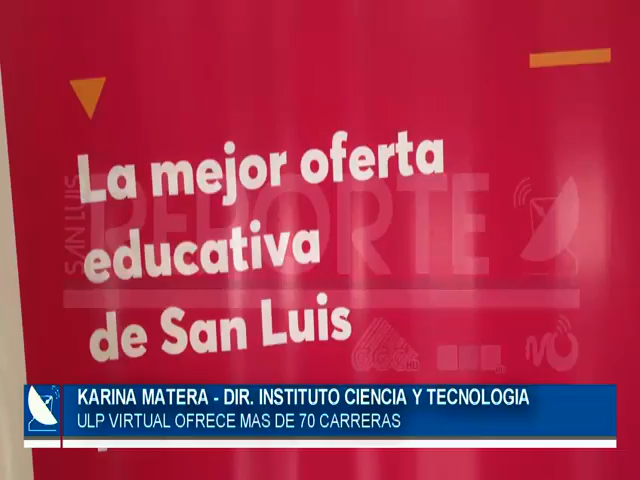 La mejor oferta
educativa
de San Luis
SAN LUIS
REPORTE
KARINA MATERA - DIR. INSTITUTO CIENCIA Y TECNOLOGIA
ULP VIRTUAL OFRECE MAS DE 70 CARRERAS